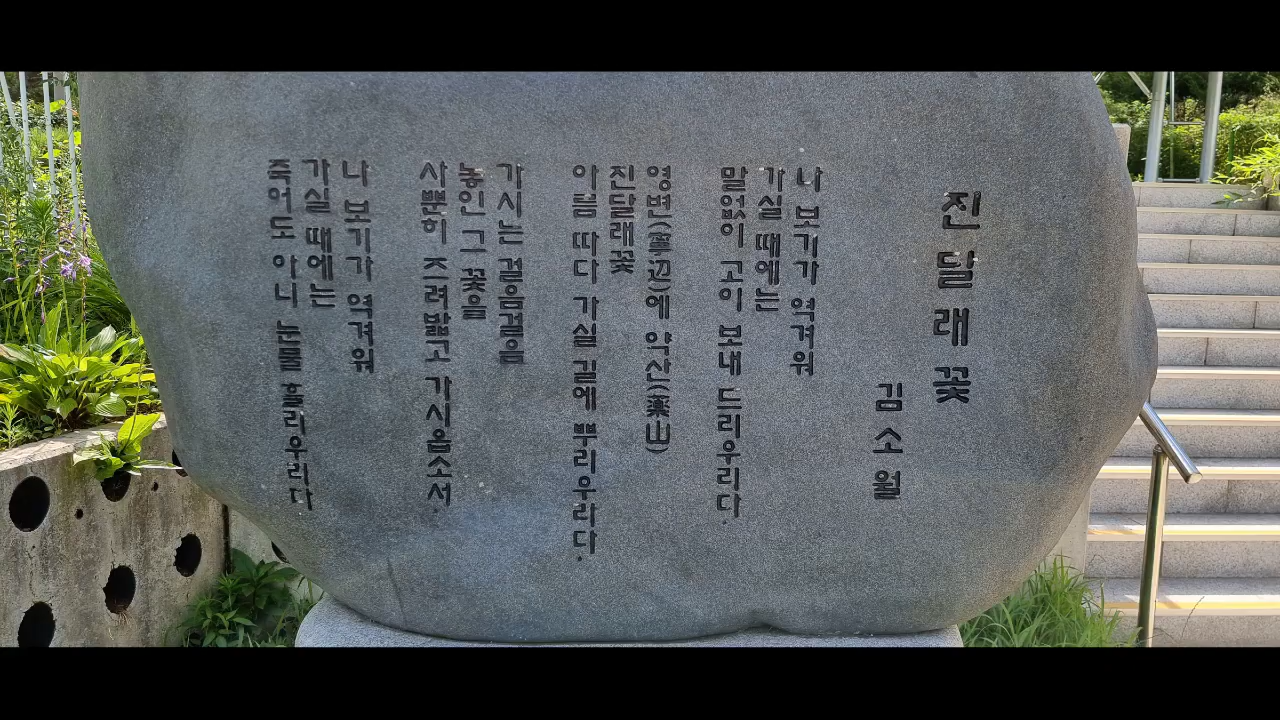 진달래꽃
김소월
나 보기가 역겨워
가실 때에는
말없이 고이 보내 드리우리다.
영변(寧辺)에 약산(薬山)
진달래꽃
아름 따다 가실 길에 뿌리우리다.
가시는 걸음걸음
놓인 그 꽃을
사뿐히 즈려밟고 가시옵소서.
나 보기가 역겨워
가실 때에는
죽어도 아니 눈물 흘리우리다